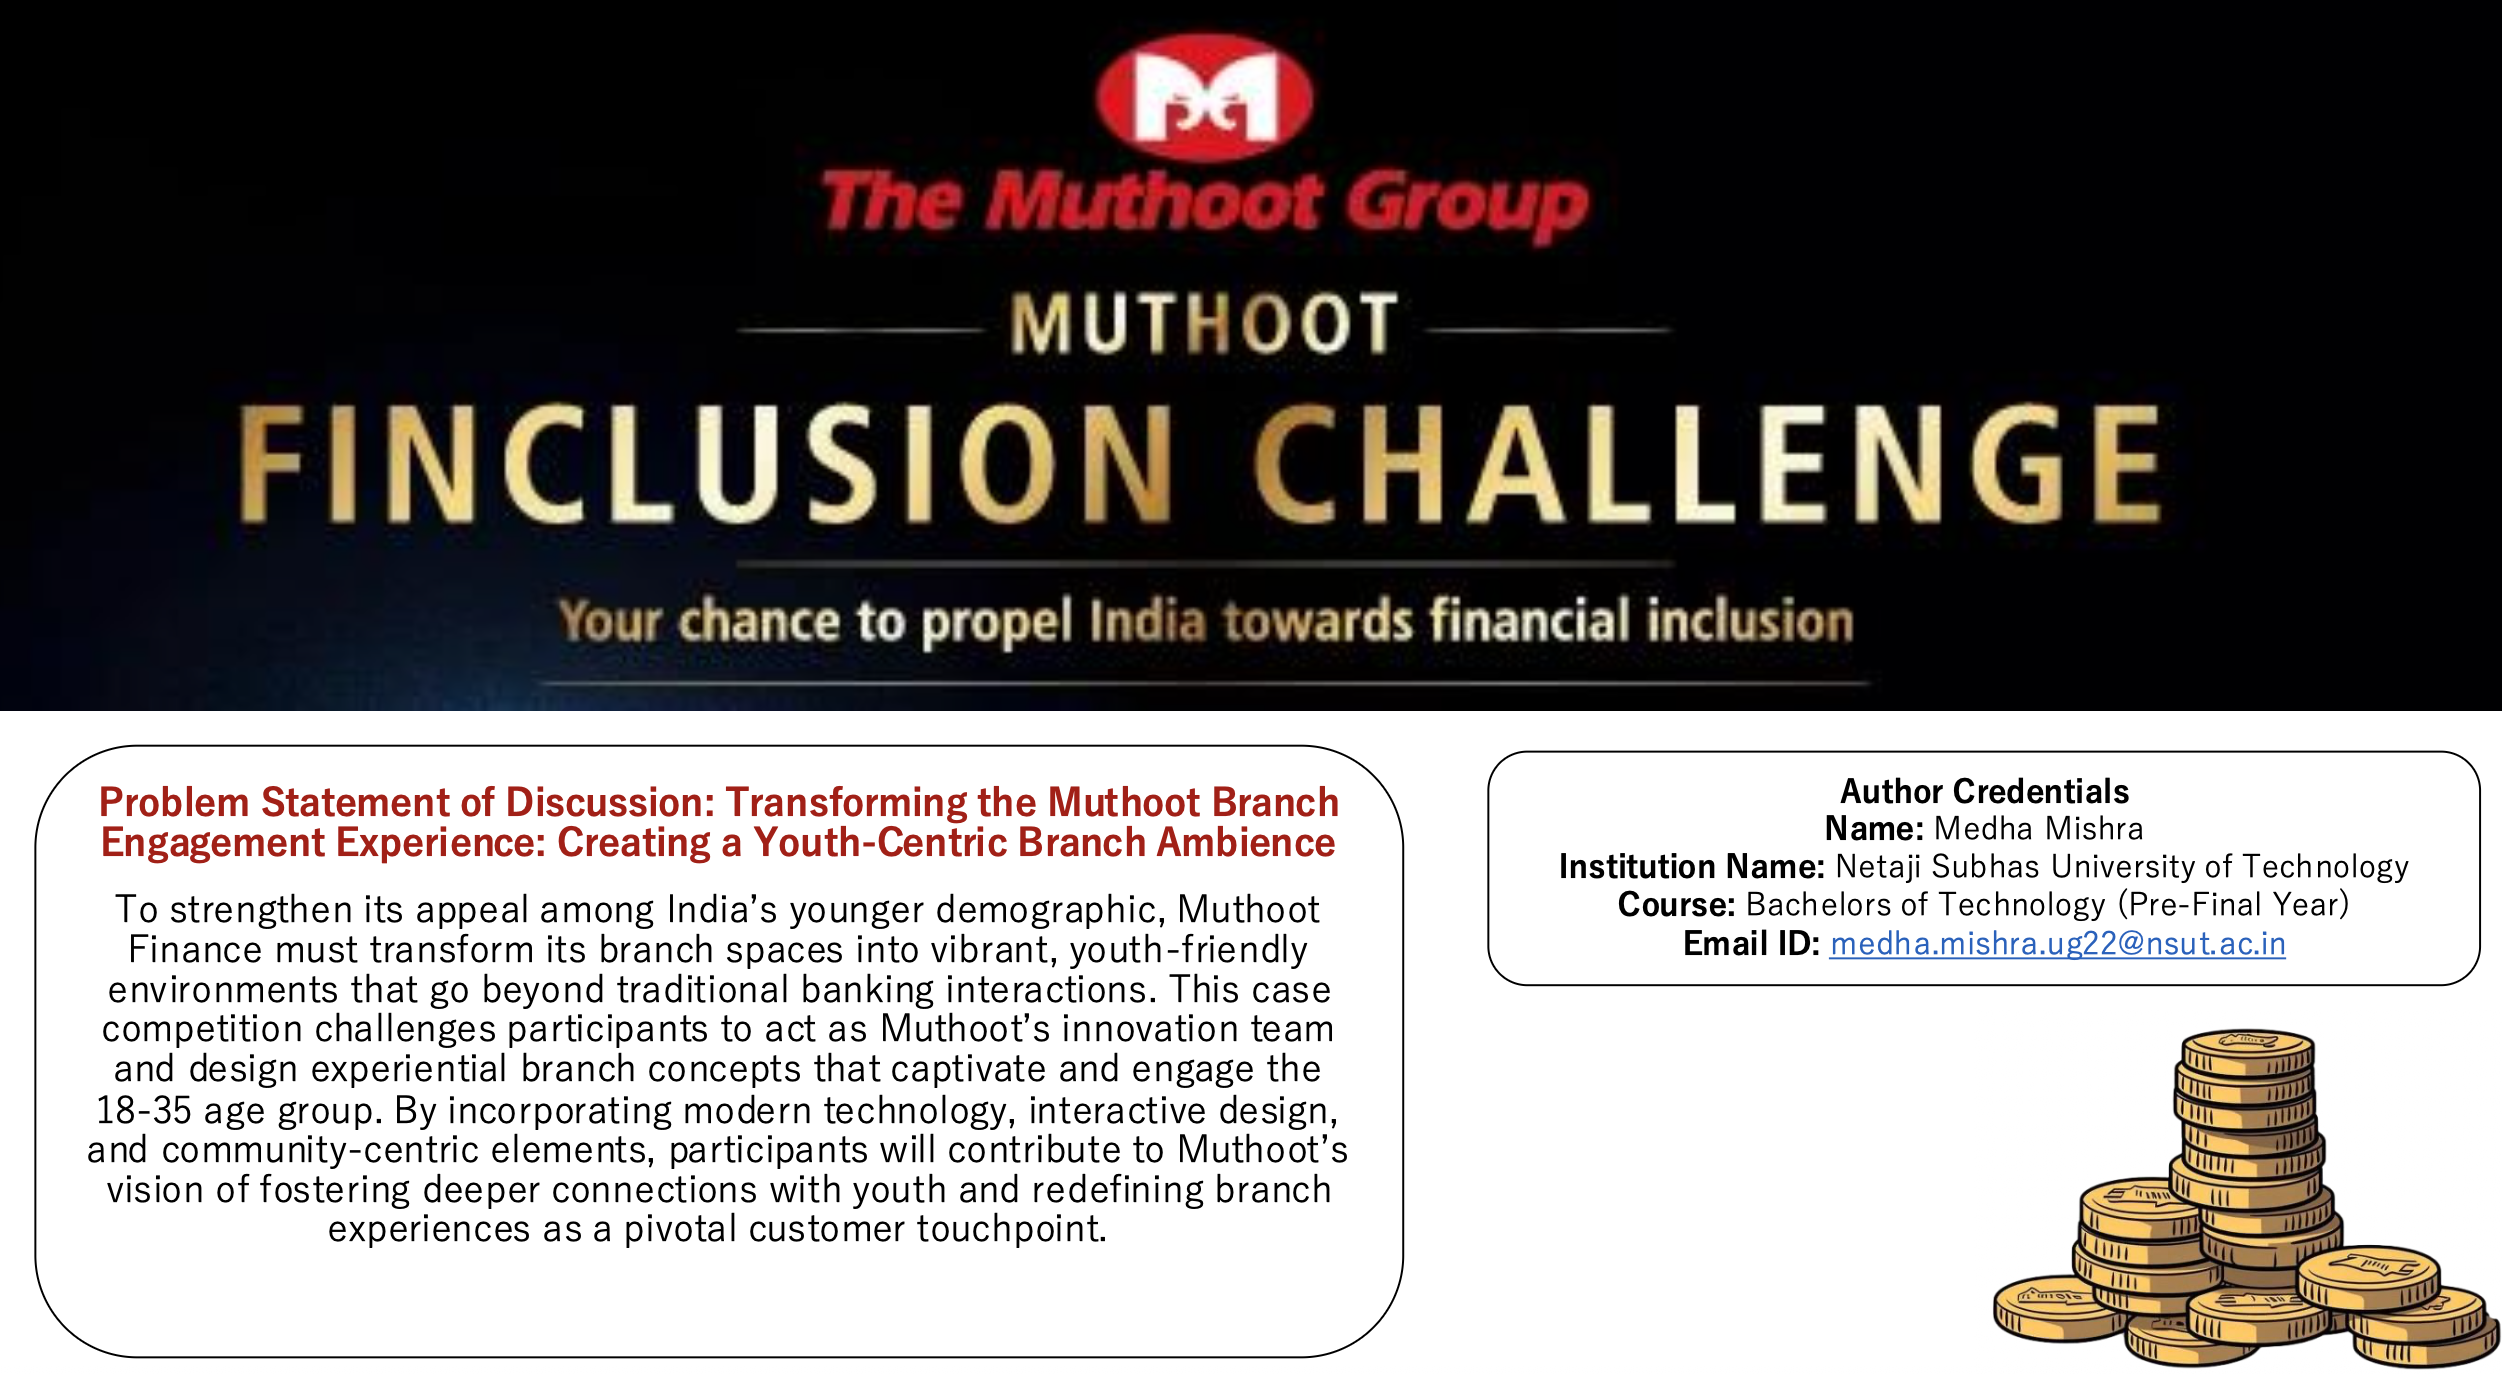 The Muthoot Group
MUTHOOT
FINCLUSION CHALLENGE
Your chance to propel India towards financial inclusion
Problem Statement of Discussion: Transforming the Muthoot Branch
Engagement Experience: Creating a Youth-Centric Branch Ambience
To strengthen its appeal among India’s younger demographic, Muthoot
Finance must transform its branch spaces into vibrant, youth-friendly
environments that go beyond traditional banking interactions. This case
competition challenges participants to act as Muthoot’s innovation team
and design experiential branch concepts that captivate and engage the
18-35 age group. By incorporating modern technology, interactive design,
and community-centric elements, participants will contribute to Muthoot’s
vision of fostering deeper connections with youth and redefining branch
experiences as a pivotal customer touchpoint.
Author Credentials
Name: Medha Mishra
Institution Name: Netaji Subhas University of Technology
Course: Bachelors of Technology (Pre-Final Year)
Email ID: medha.mishra.ug22@nsut.ac.in